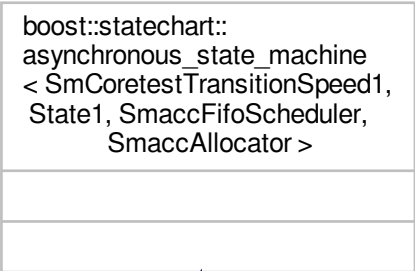 boost::statechart::
asynchronous_state_machine
< SmCoretestTransitionSpeed1,
State1, SmaccFifoScheduler,
SmaccAllocator >